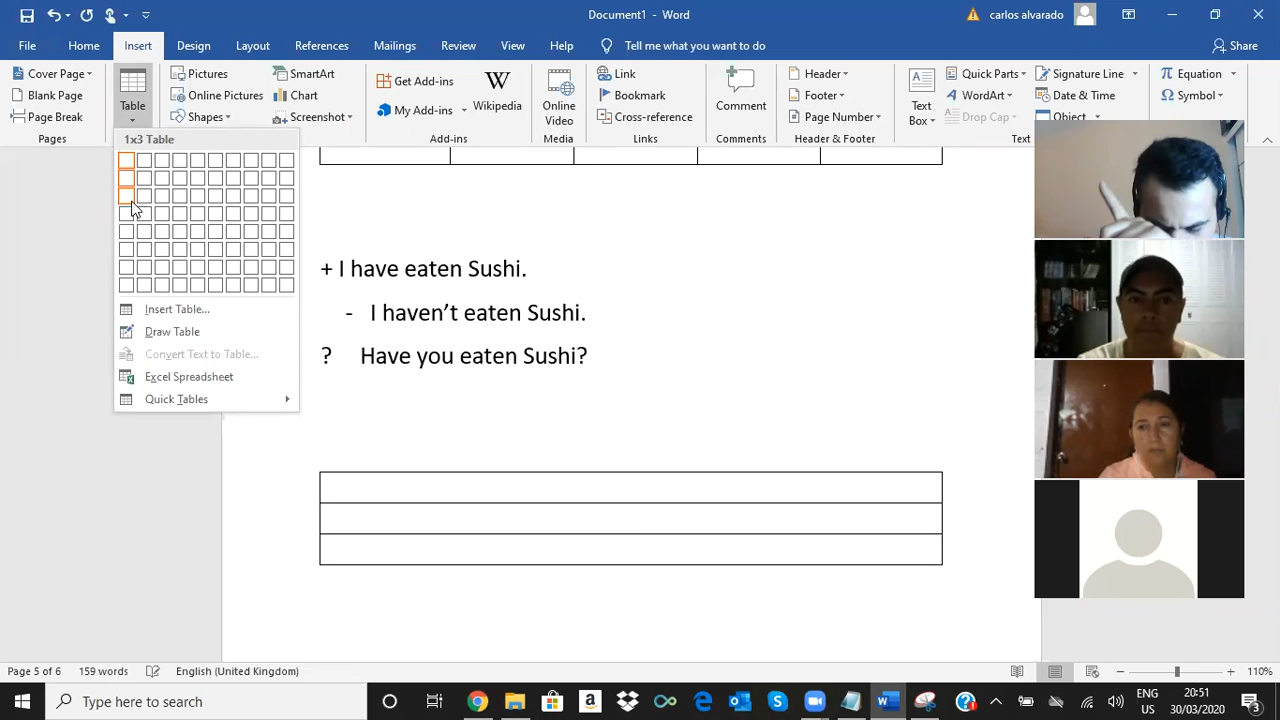 Document1 - Word
carlos alvarado
File Home Insert Design Layout References Mailings Review View Help Tell me what you want to do Share
Cover Page
Blank Page
Page Break
Pages
Table
Pictures
Online Pictures
Shapes
SmartArt
Chart
Screenshot
Get Add-ins
My Add-ins
W
Wikipedia
Add-ins
Online
Video
Media
Link
Bookmark
Cross-reference
Links
Comment
Comments
Header
Footer
Page Number
Header & Footer
A
Text
Box
Quick Parts
WordArt
Drop Cap
Signature Line
Date & Time
Object
Text
Equation
Symbol
Symbols
1x3 Table
Insert Table...
Draw Table
Convert Text to Table...
Excel Spreadsheet
Quick Tables
+ I have eaten Sushi.
- I haven’t eaten Sushi.
? Have you eaten Sushi?
Page 5 of 6 159 words English (United Kingdom) 110%
Type here to search
ENG
US
20:51
30/03/2020
3